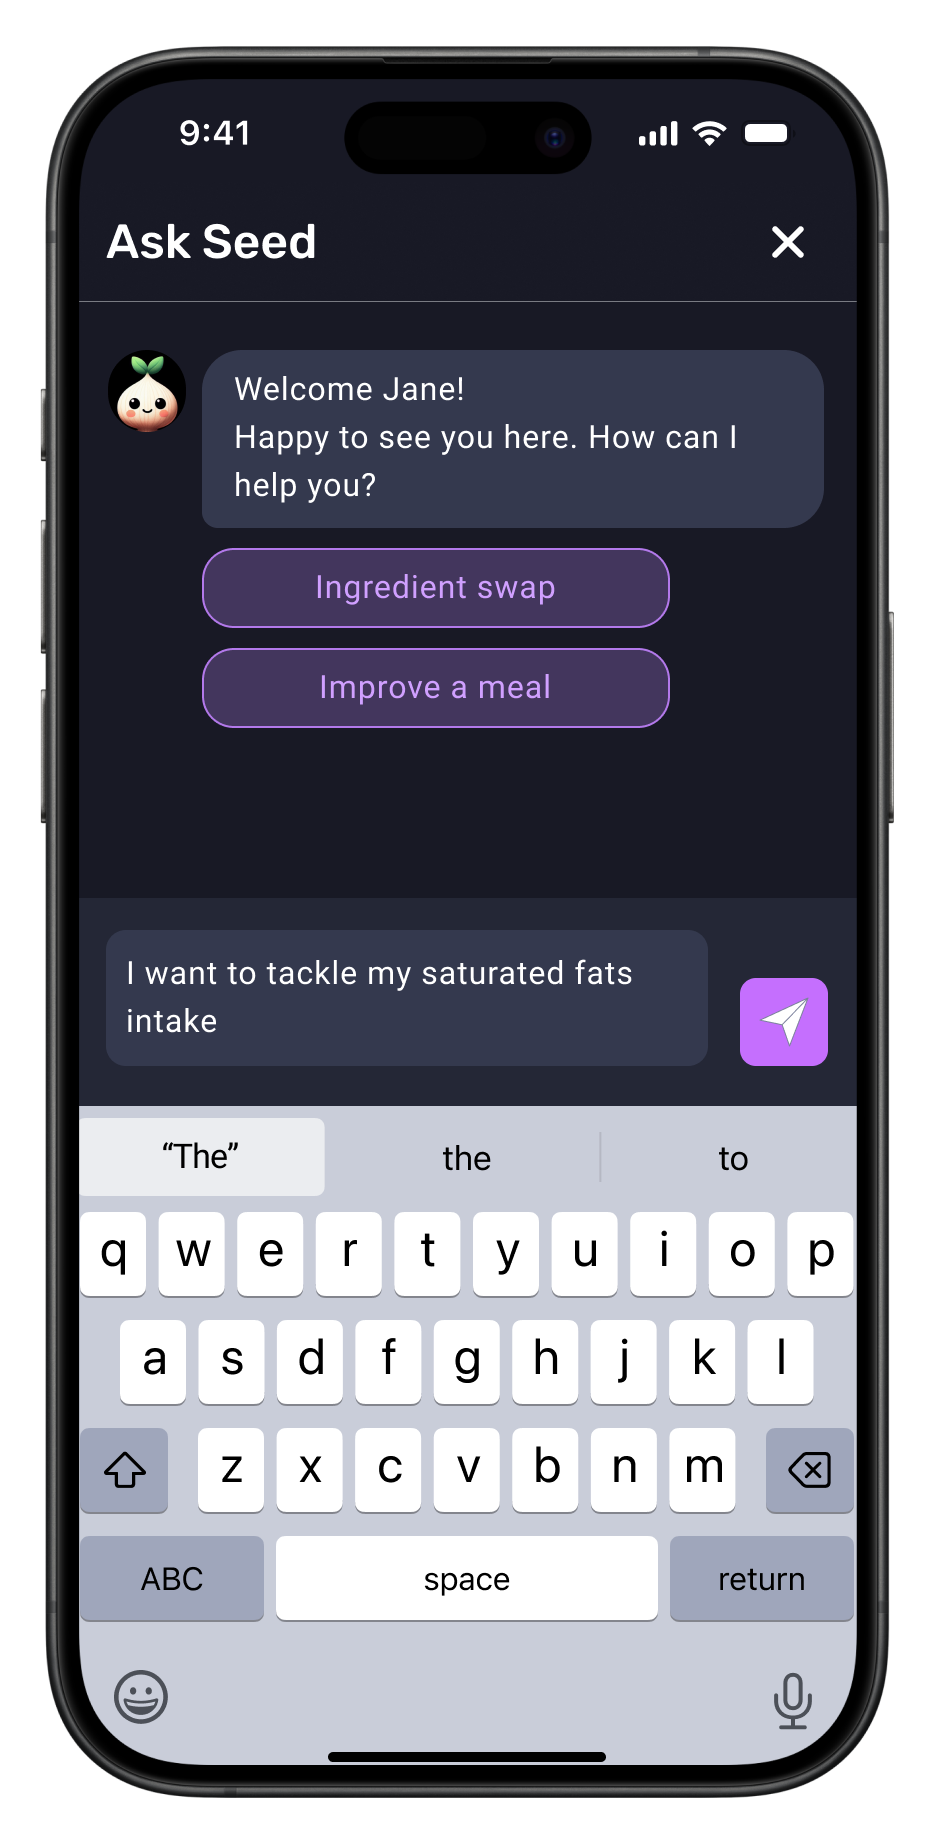 9:41
Ask Seed
Welcome Jane!
Happy to see you here. How can I
help you?
Ingredient swap
Improve a meal
I want to tackle my saturated fats
intake
“The” the to
q w e r t y u i o p
a s d f g h j k l
z x c v b n m
ABC space return